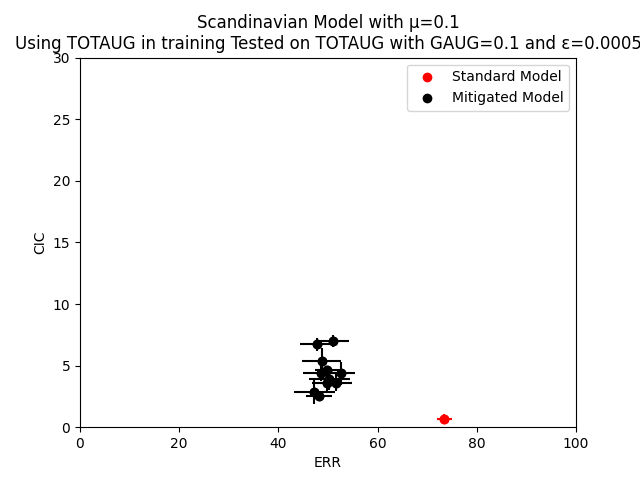 Scandinavian Model with μ=0.1
Using TOTAUG in training Tested on TOTAUG with GAUG=0.1 and ε=0.0005
Standard Model
Mitigated Model
30
25
20
15
10
5
0
CIC
0 20 40 60 80 100
ERR